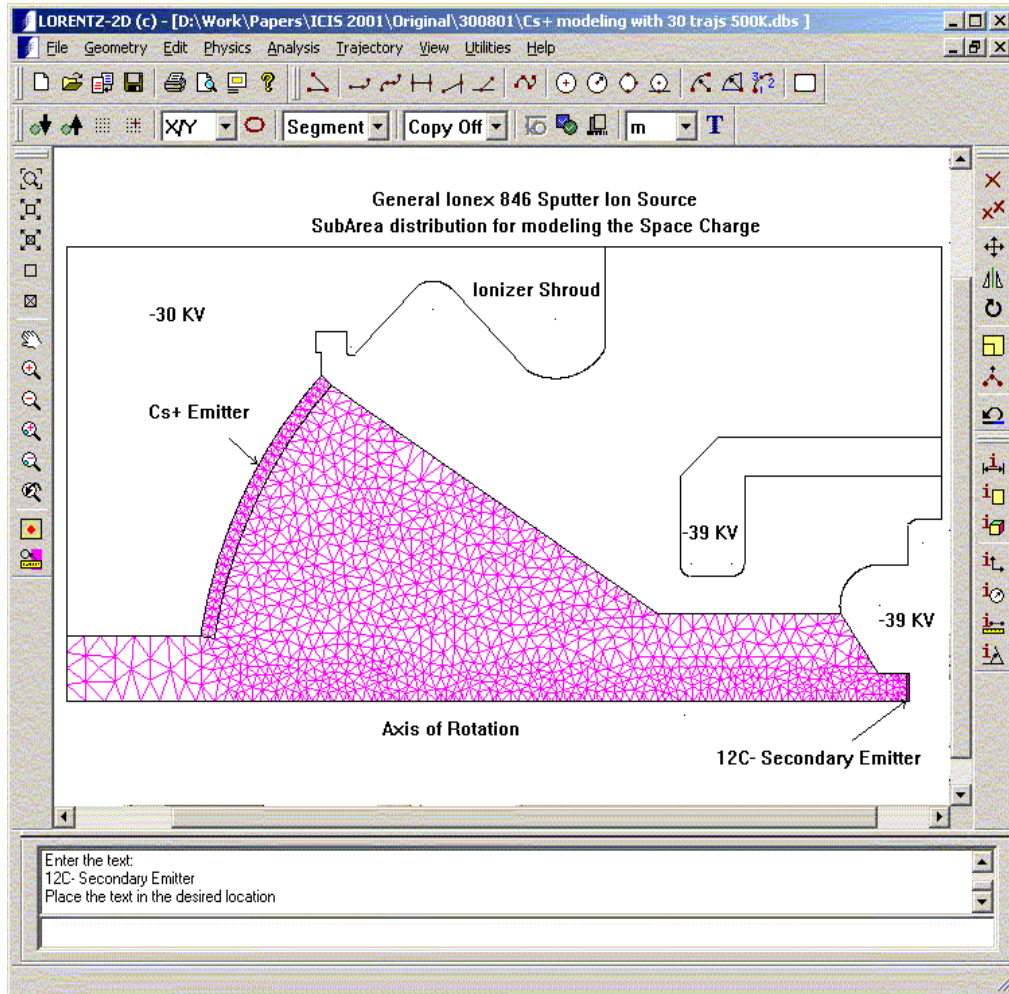 LORENTZ-2D (c) - [D:\Work\Papers\ICIS 2001\Original\300801\Cs+ modeling with 30 trajs 500K.dbs ]
File Geometry Edit Physics Analysis Trajectory View Utilities Help
X/Y Segment Copy Off m T
General Ionex 846 Sputter Ion Source
SubArea distribution for modeling the Space Charge
Ionizer Shroud
-30 KV
Cs+ Emitter
-39 KV
-39 KV
Axis of Rotation
12C- Secondary Emitter
Enter the text:
12C- Secondary Emitter
Place the text in the desired location